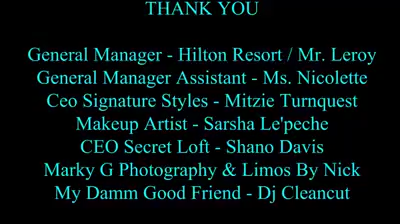 THANK YOU
General Manager - Hilton Resort / Mr. Leroy
General Manager Assistant - Ms. Nicolette
Ceo Signature Styles - Mitzie Turnquest
Makeup Artist - Sarsha Le'peche
CEO Secret Loft - Shano Davis
Marky G Photography & Limos By Nick
My Damm Good Friend - Dj Cleancut